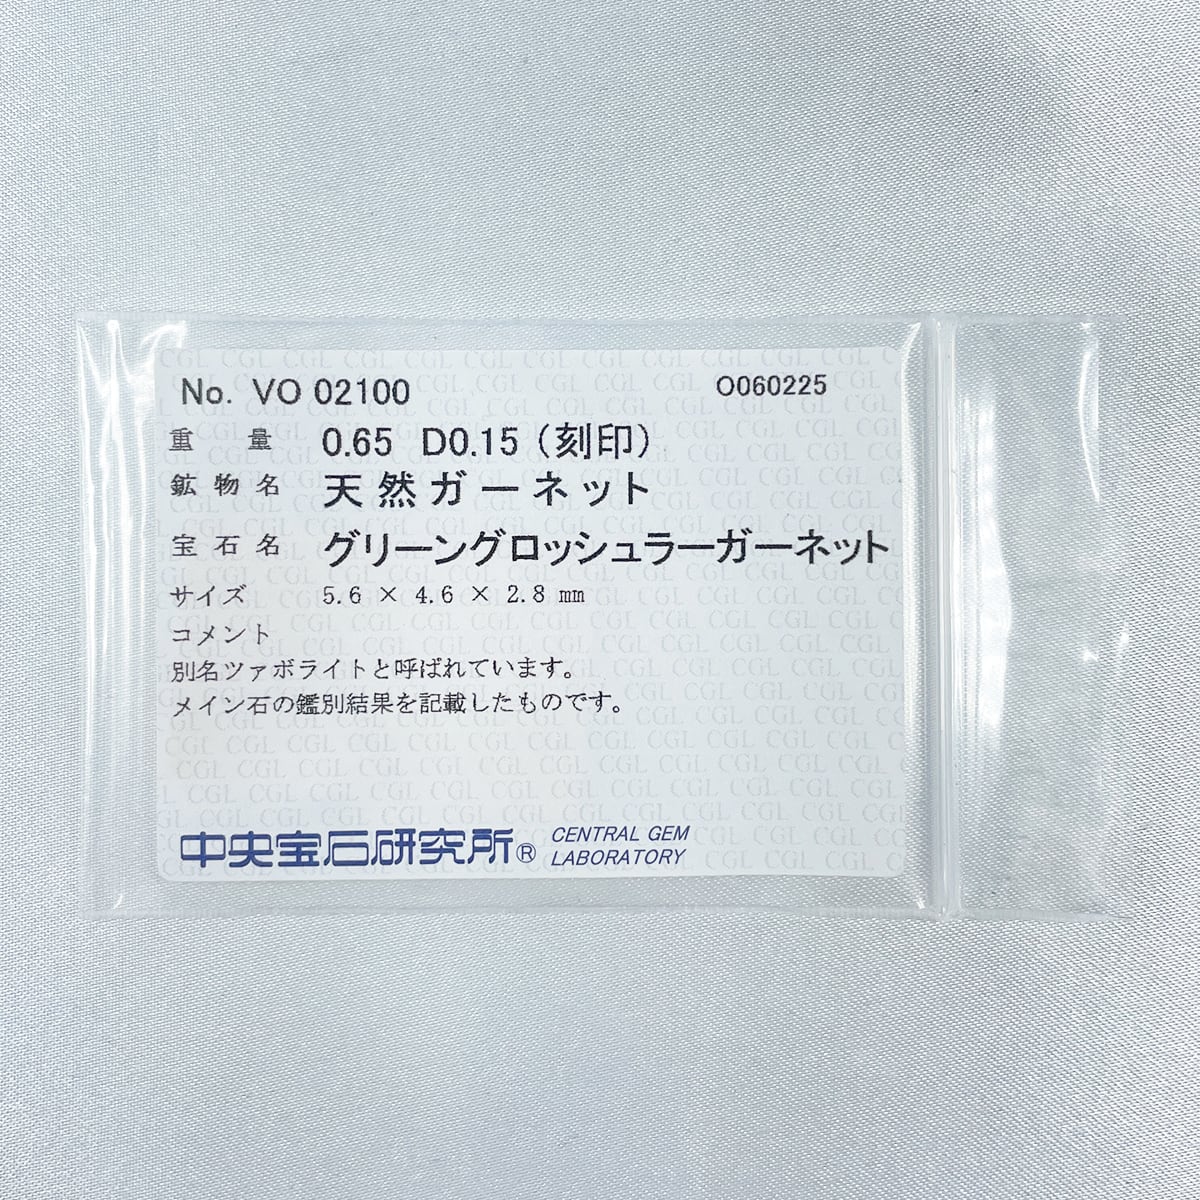 No. VO 02100 O060225
重 量 0.65 D0.15 (刻印)
鉱物名 天然ガーネット
宝石名 グリーングロッシュラーガーネット
サイズ 5.6 × 4.6 × 2.8 mm
コメント
別名ツァボライトと呼ばれています。
メイン石の鑑別結果を記載したものです。
中央宝石研究所® CENTRAL GEM
LABORATORY